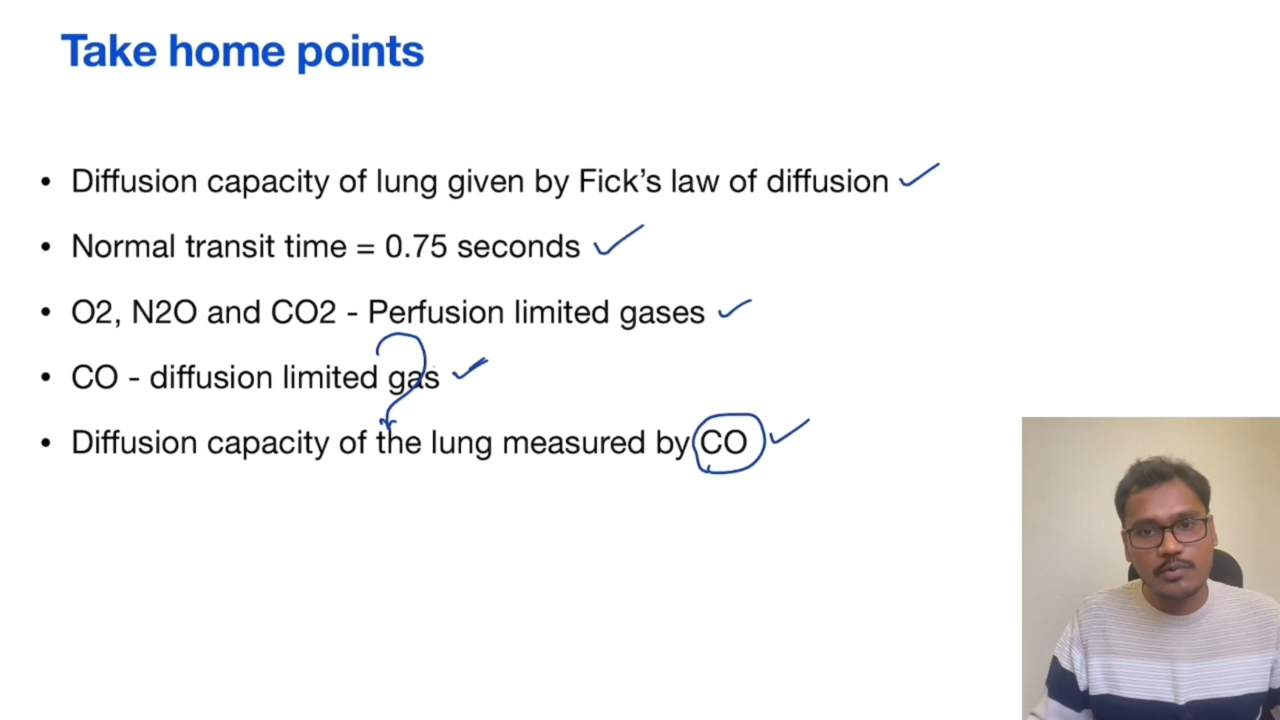 Take home points
• Diffusion capacity of lung given by Fick's law of diffusion
• Normal transit time = 0.75 seconds
• O2, N2O and CO2 - Perfusion limited gases
• CO - diffusion limited gas
• Diffusion capacity of the lung measured by CO